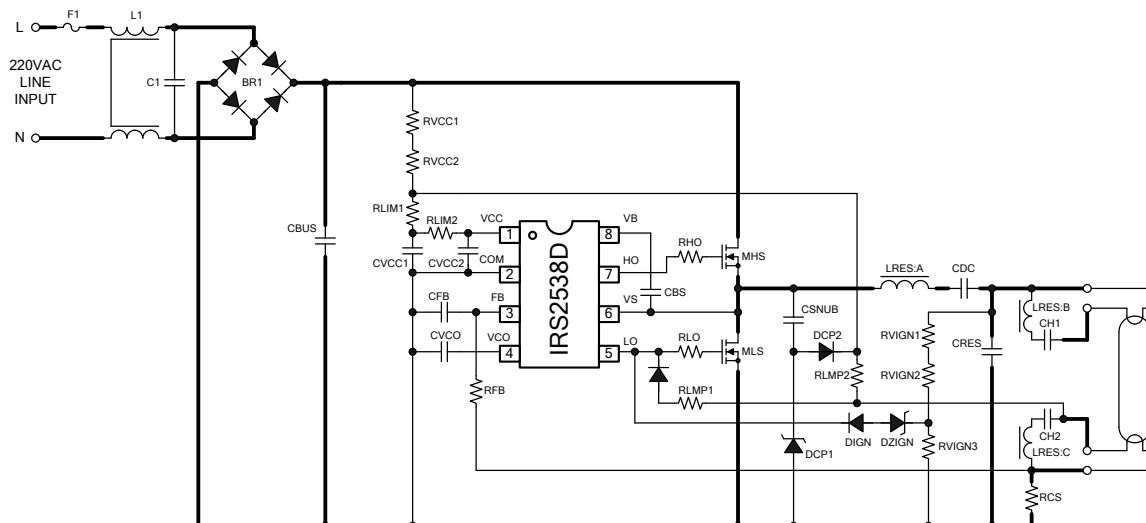 F1
L1
L
220VAC
LINE
INPUT
C1
BR1
N
RVCC1
RVCC2
RLIM1
RLIM2
VCC
VB
CBUS
1
8
RHO
MHS
CVCC1
CVCC2
COM
HO
2
7
IRS2538D
LRES:A
CDC
CFB
FB
VS
CBS
3
6
CSNUB
LRES:B
CH1
CVCO
VCO
LO
4
5
RLO
MLS
DCP2
RVIGN1
CRES
RFB
RLMP1
RLMP2
RVIGN2
DIGN
DZIGN
DCP1
RVIGN3
CH2
LRES:C
RCS